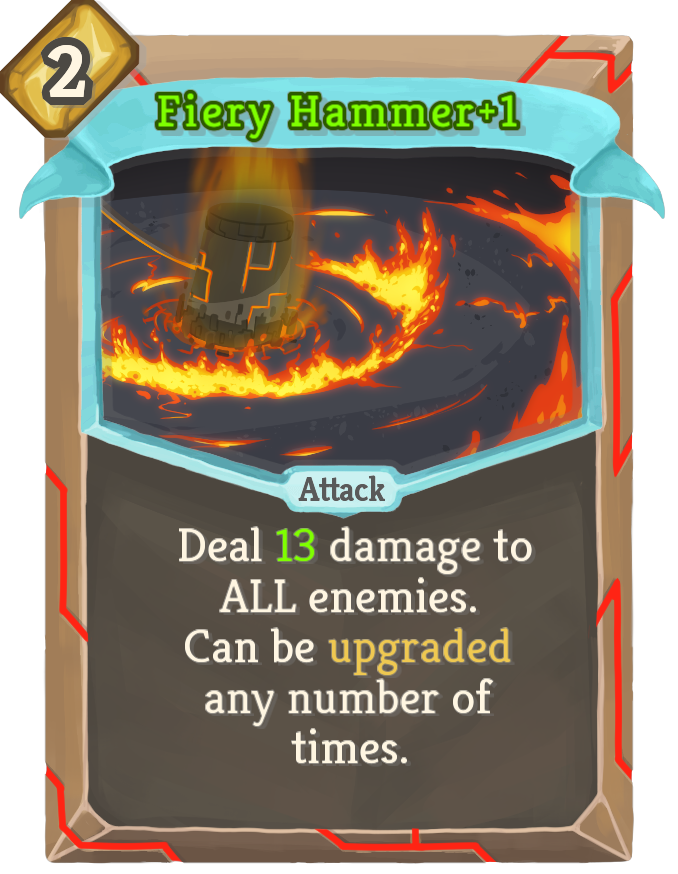 2
Fiery Hammer+1
Attack
Deal 13 damage to
ALL enemies.
Can be upgraded
any number of
times.